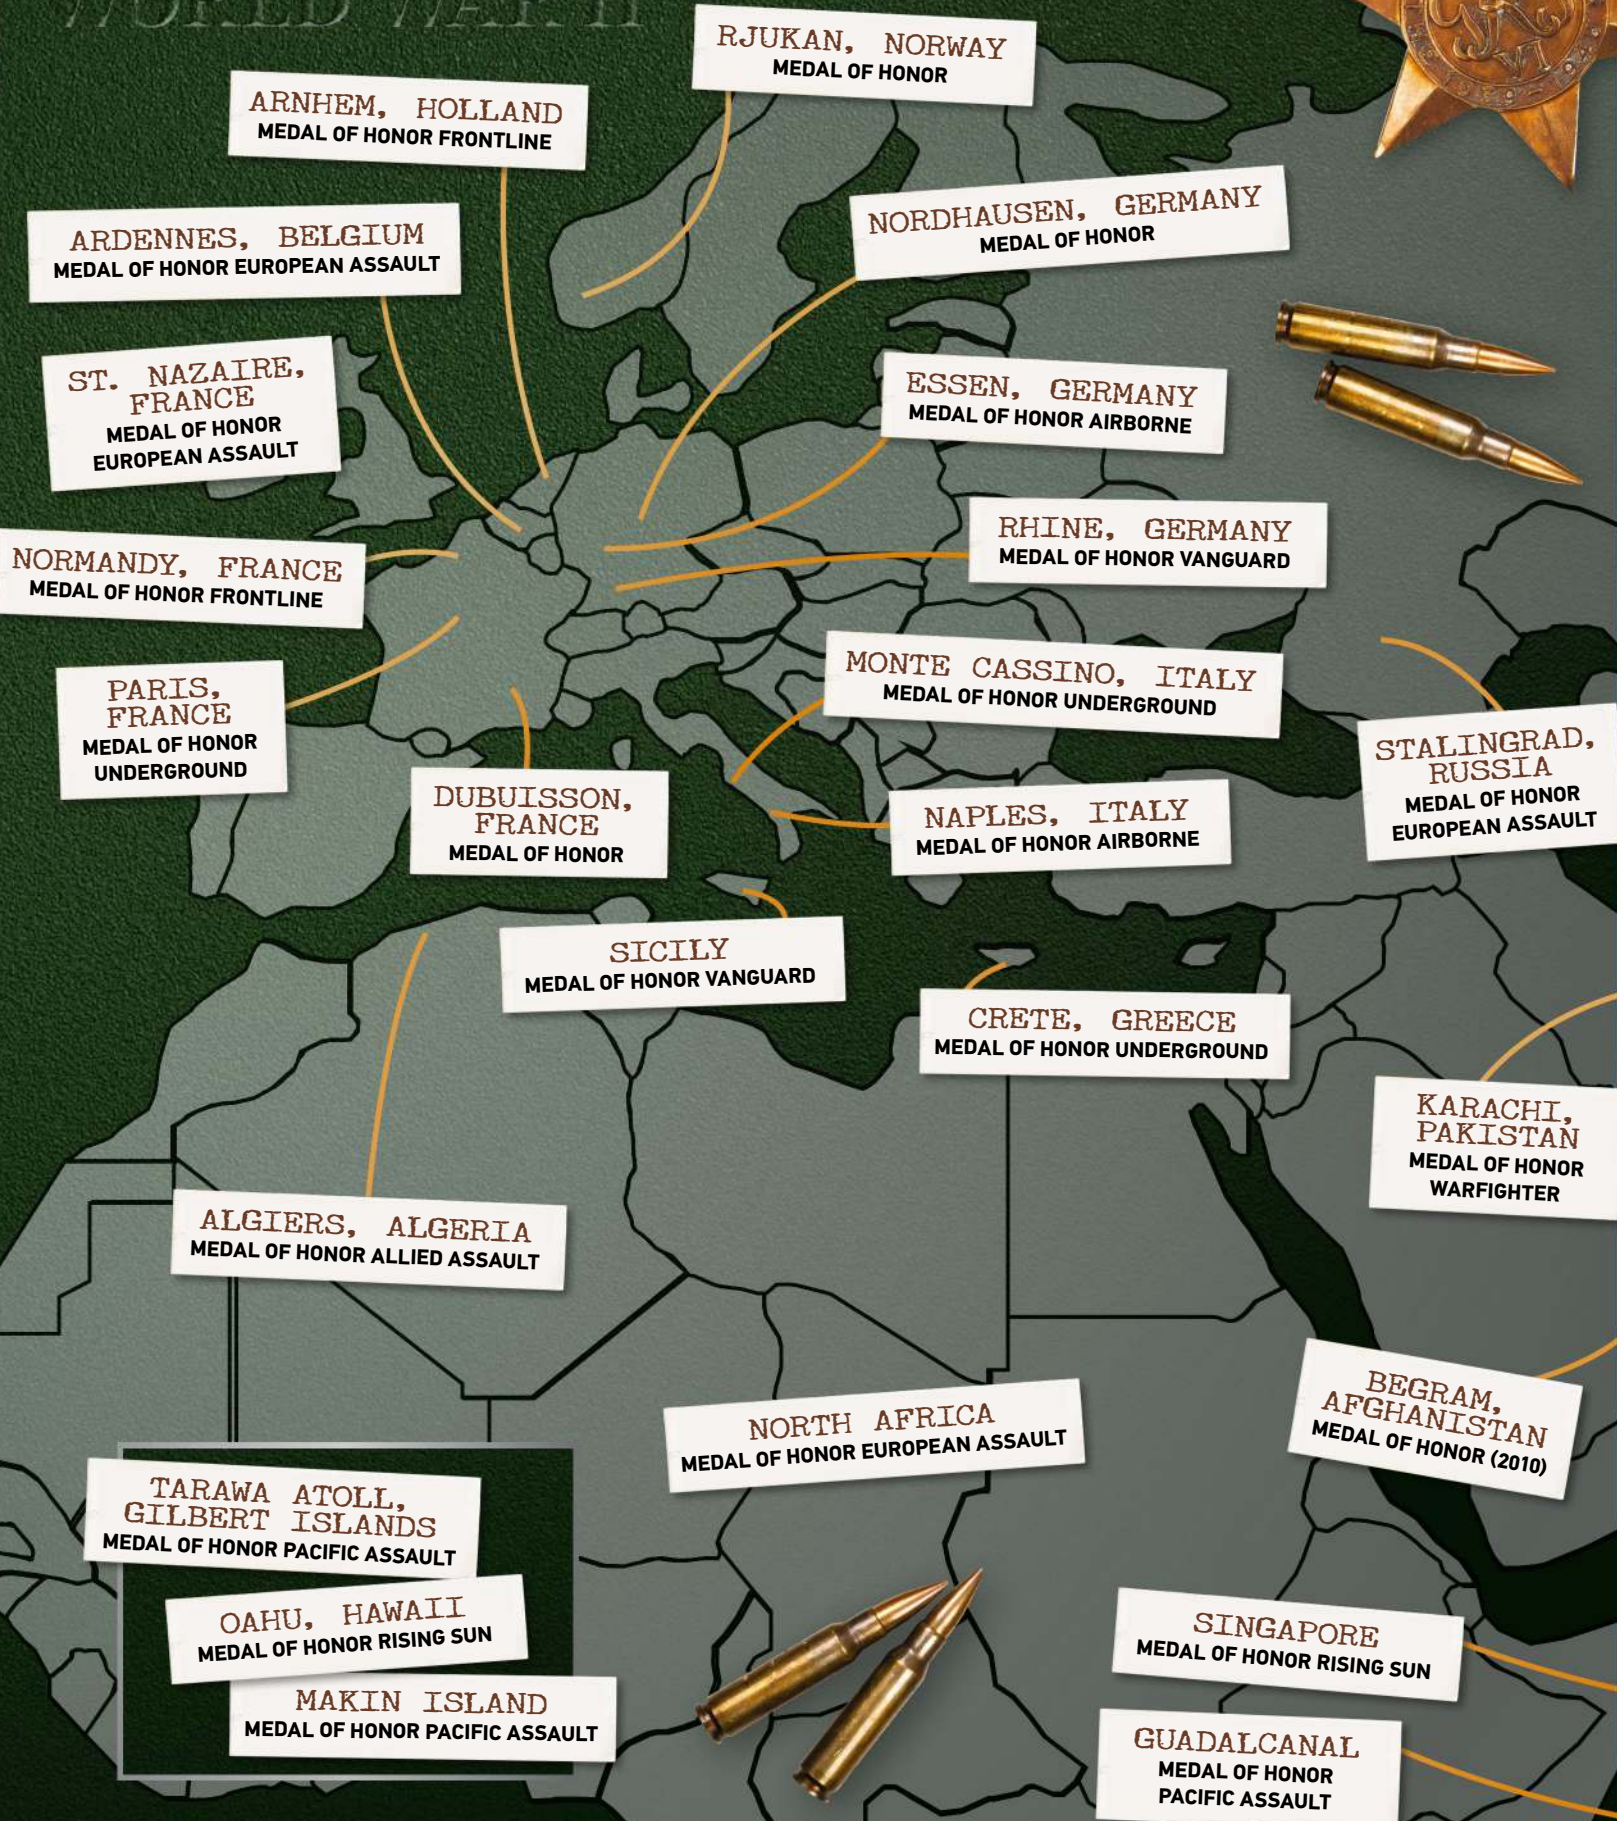 WORLD WAR II
RJUKAN, NORWAY
MEDAL OF HONOR
ARNHEM, HOLLAND
MEDAL OF HONOR FRONTLINE
NORDHAUSEN, GERMANY
MEDAL OF HONOR
ARDENNES, BELGIUM
MEDAL OF HONOR EUROPEAN ASSAULT
ST. NAZAIRE,
FRANCE
MEDAL OF HONOR
EUROPEAN ASSAULT
ESSEN, GERMANY
MEDAL OF HONOR AIRBORNE
RHINE, GERMANY
MEDAL OF HONOR VANGUARD
NORMANDY, FRANCE
MEDAL OF HONOR FRONTLINE
MONTE CASSINO, ITALY
MEDAL OF HONOR UNDERGROUND
PARIS,
FRANCE
MEDAL OF HONOR
UNDERGROUND
STALINGRAD,
RUSSIA
MEDAL OF HONOR
EUROPEAN ASSAULT
DUBUISSON,
FRANCE
MEDAL OF HONOR
NAPLES, ITALY
MEDAL OF HONOR AIRBORNE
SICILY
MEDAL OF HONOR VANGUARD
CRETE, GREECE
MEDAL OF HONOR UNDERGROUND
KARACHI,
PAKISTAN
MEDAL OF HONOR
WARFIGHTER
ALGIERS, ALGERIA
MEDAL OF HONOR ALLIED ASSAULT
BEGRAM,
AFGHANISTAN
MEDAL OF HONOR (2010)
NORTH AFRICA
MEDAL OF HONOR EUROPEAN ASSAULT
TARAWA ATOLL,
GILBERT ISLANDS
MEDAL OF HONOR PACIFIC ASSAULT
OAHU, HAWAII
MEDAL OF HONOR RISING SUN
MAKIN ISLAND
MEDAL OF HONOR PACIFIC ASSAULT
SINGAPORE
MEDAL OF HONOR RISING SUN
GUADALCANAL
MEDAL OF HONOR
PACIFIC ASSAULT